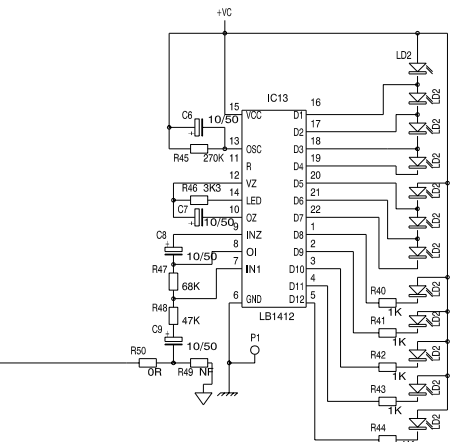 +VC
LD2
IC13
C6
10/50
15
VCC
D1
16
LD2
D2
17
LD2
13
OSC
D3
18
R45
270K
11
R
D4
19
LD2
12
VZ
D5
20
R46
3K3
14
LED
D6
21
LD2
C7
10/50
10
OZ
D7
22
LD2
9
INZ
D8
1
C8
10/50
8
OI
D9
2
LD2
R47
68K
7
IN1
D10
3
LD2
D11
4
R40
1K
R48
47K
6
GND
D12
5
LD2
LB1412
R41
1K
LD2
C9
10/50
P1
R42
1K
LD2
R50
0R
R49
NF
R43
1K
LD2
R44